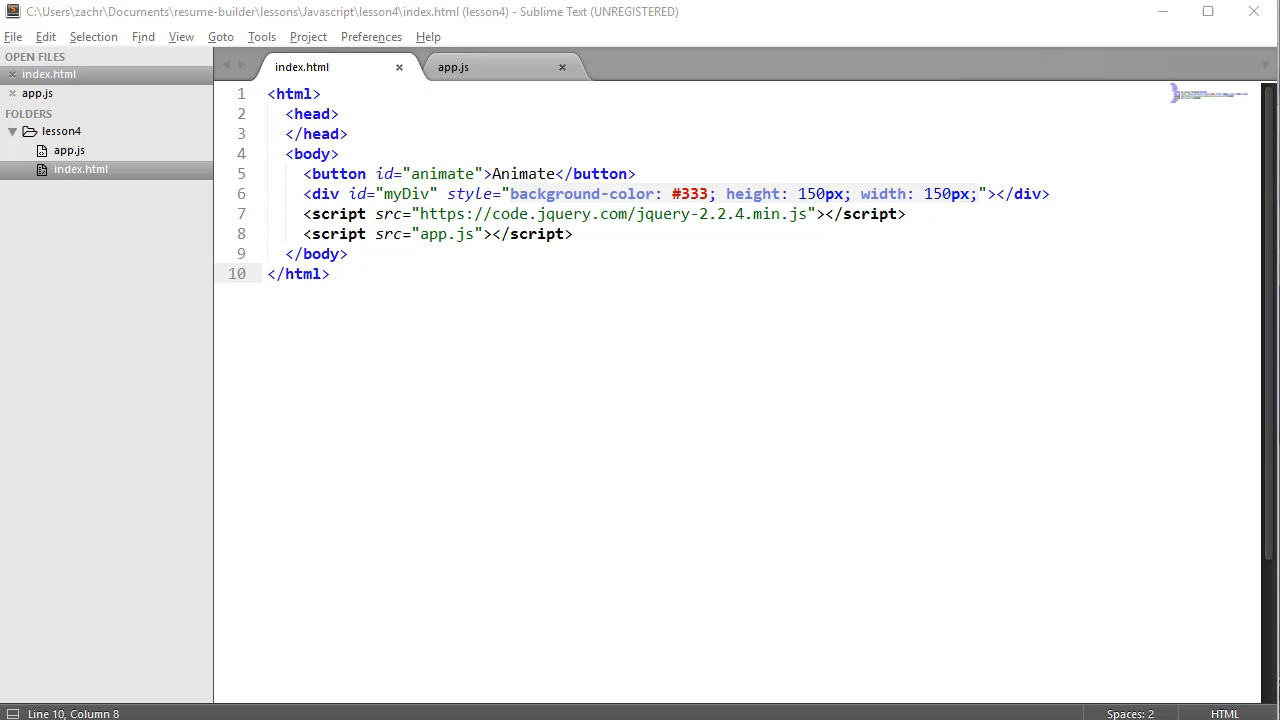 C:\Users\zachr\Documents\resume-builder\lessons\Javascript\lesson4\index.html (lesson4) - Sublime Text (UNREGISTERED)
File Edit Selection Find View Goto Tools Project Preferences Help
OPEN FILES
index.html
app.js
FOLDERS
lesson4
app.js
index.html
index.html app.js
1 <html>
2 <head>
3 </head>
4 <body>
5 <button id="animate">Animate</button>
6 <div id="myDiv" style="background-color: #333; height: 150px; width: 150px;"></div>
7 <script src="https://code.jquery.com/jquery-2.2.4.min.js"></script>
8 <script src="app.js"></script>
9 </body>
10 </html>
Line 10, Column 8 Spaces: 2 HTML